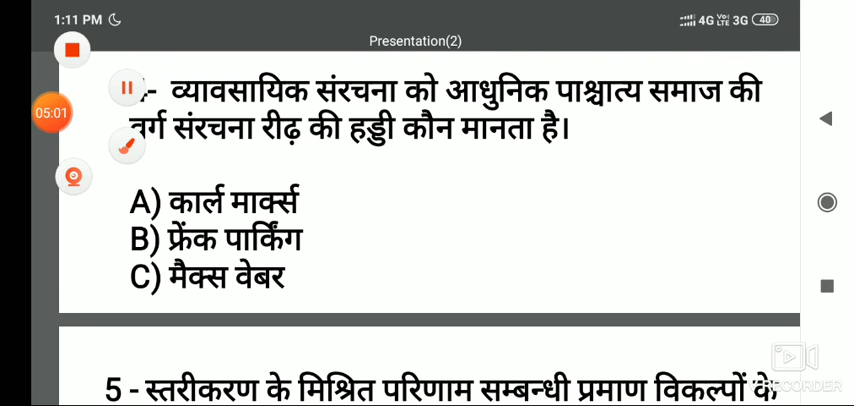 1:11 PM 4G VoLTE 3G 40
Presentation(2)
05:01
व्यावसायिक संरचना को आधुनिक पाश्चात्य समाज की
वर्ग संरचना रीढ़ की हड्डी कौन मानता है।
A) कार्ल मार्क्स
B) फ्रेंक पार्किंग
C) मैक्स वेबर
5 - स्तरीकरण के मिश्रित परिणाम सम्बन्धी प्रमाण विकल्पों के
RECORDER